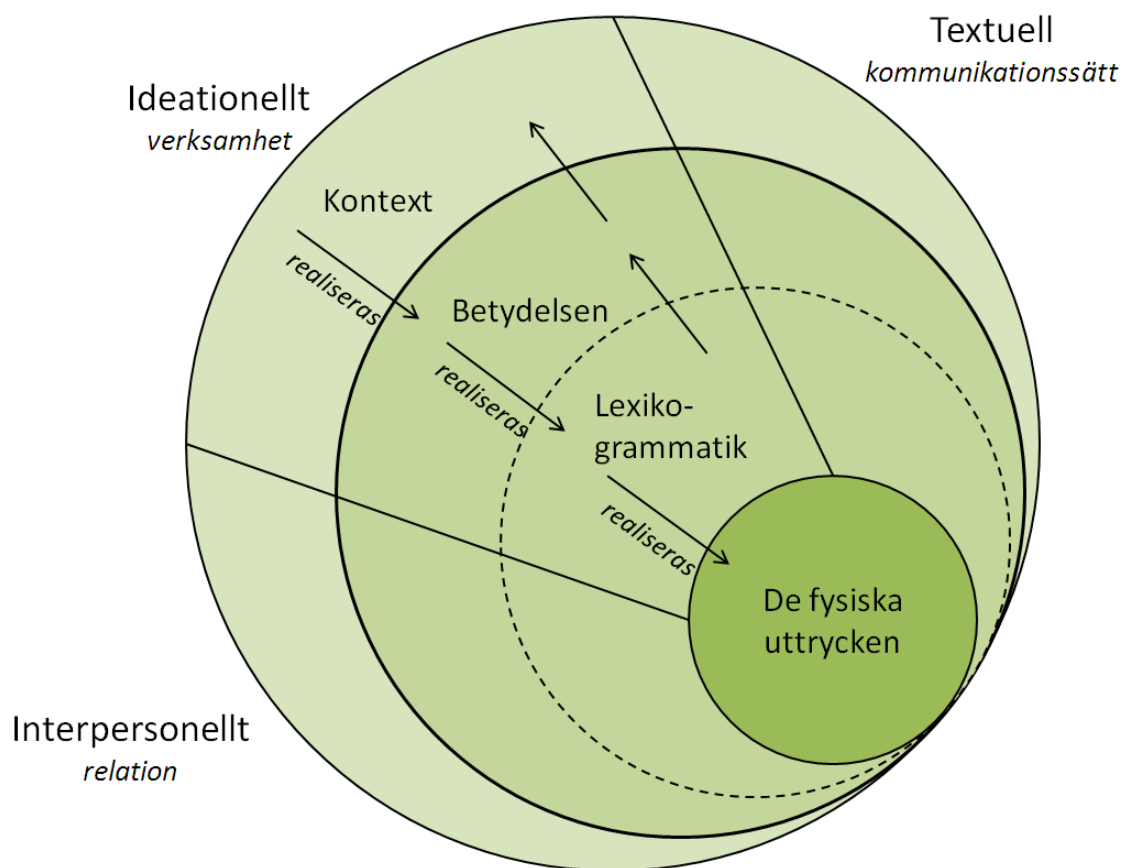 Textuell
kommunikationssätt
Ideationellt
verksamhet
Kontext
realiseras
Betydelsen
realiseras
Lexiko-
grammatik
realiseras
De fysiska
uttrycken
Interpersonellt
relation